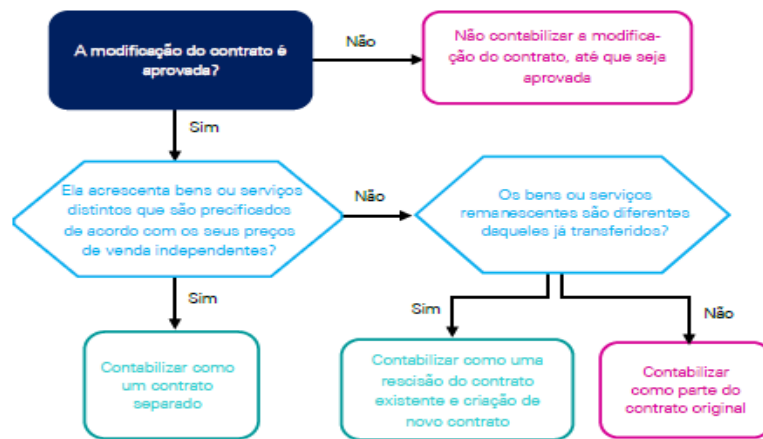 A modificação do contrato é
aprovada?
Não
Não contabilizar a modifica-
ção do contrato, até que seja
aprovada
Sim
Ela acrescenta bens ou serviços
distintos que são precificados
de acordo com os seus preços
de venda independentes?
Não
Os bens ou serviços
remanescentes são diferentes
daqueles já transferidos?
Sim
Sim
Não
Contabilizar como
um contrato
separado
Contabilizar como uma
rescisão do contrato
existente e criação de
novo contrato
Contabilizar
como parte do
contrato original